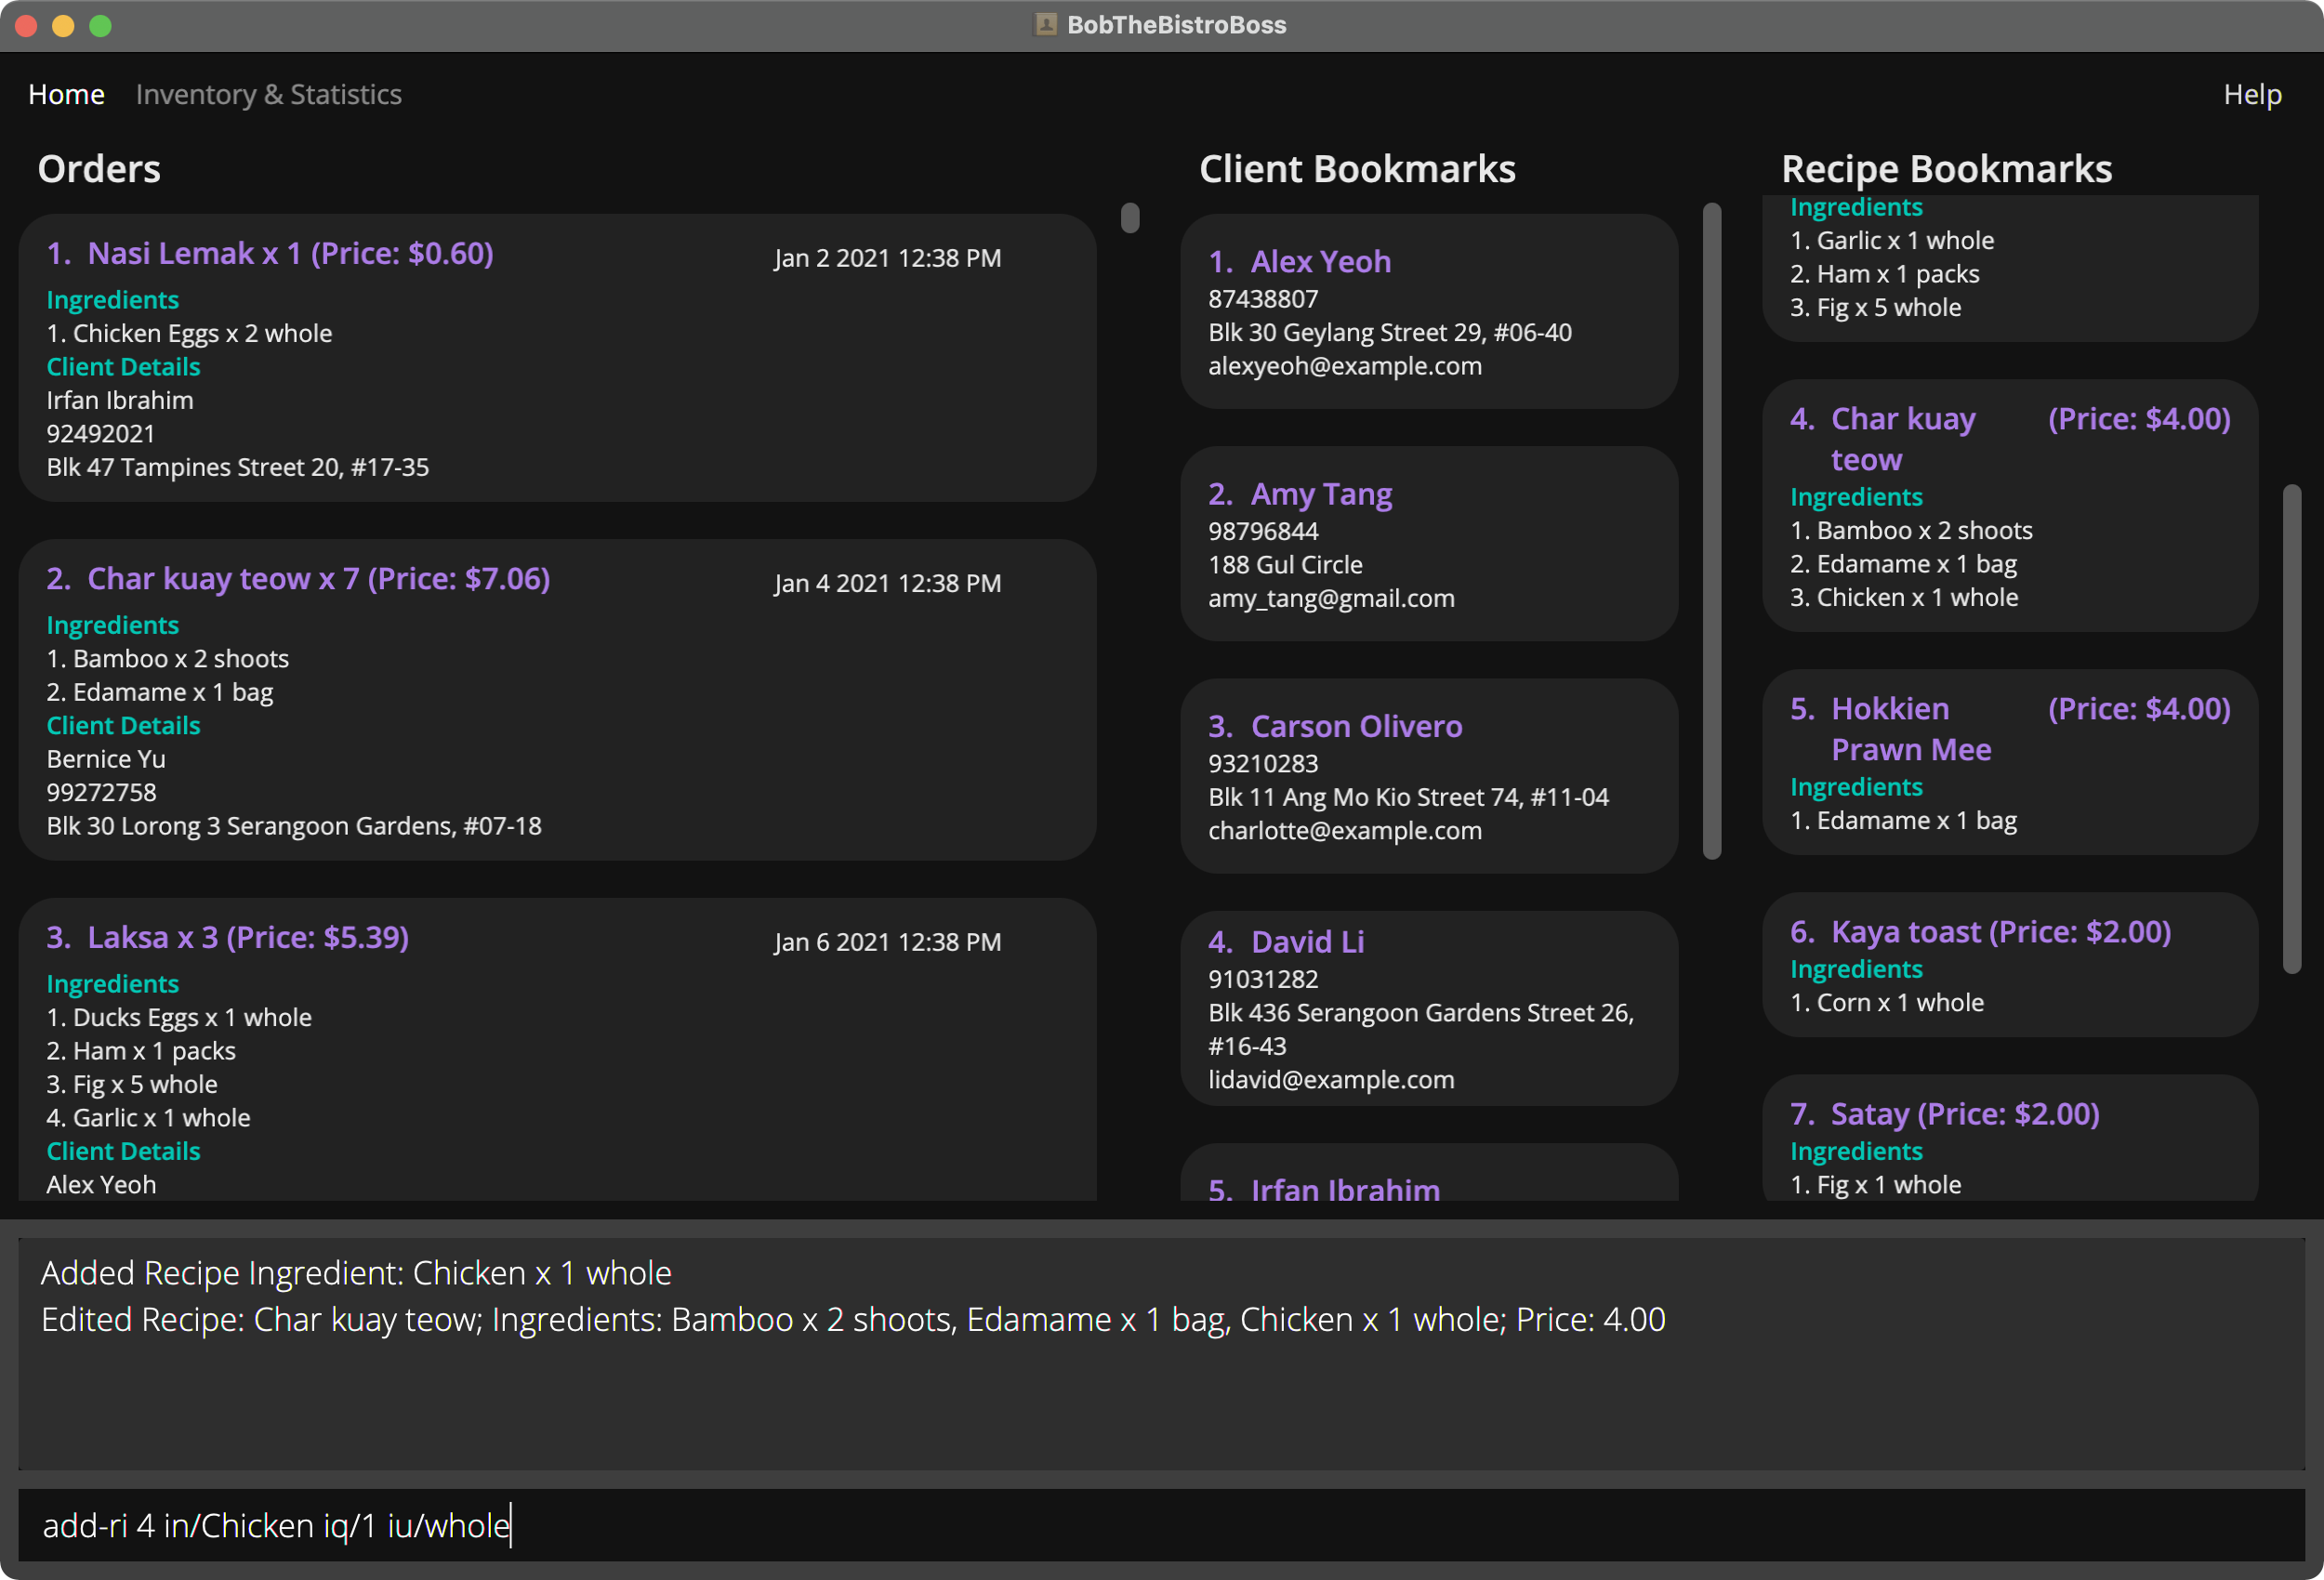 BobTheBistroBoss
Home Inventory & Statistics Help
Orders
1. Nasi Lemak x 1 (Price: $0.60) Jan 2 2021 12:38 PM
Ingredients
1. Chicken Eggs x 2 whole
Client Details
Irfan Ibrahim
92492021
Blk 47 Tampines Street 20, #17-35
2. Char kuay teow x 7 (Price: $7.06) Jan 4 2021 12:38 PM
Ingredients
1. Bamboo x 2 shoots
2. Edamame x 1 bag
Client Details
Bernice Yu
99272758
Blk 30 Lorong 3 Serangoon Gardens, #07-18
3. Laksa x 3 (Price: $5.39) Jan 6 2021 12:38 PM
Ingredients
1. Ducks Eggs x 1 whole
2. Ham x 1 packs
3. Fig x 5 whole
4. Garlic x 1 whole
Client Details
Alex Yeoh
Client Bookmarks
1. Alex Yeoh
87438807
Blk 30 Geylang Street 29, #06-40
alexyeoh@example.com
2. Amy Tang
98796844
188 Gul Circle
amy_tang@gmail.com
3. Carson Olivero
93210283
Blk 11 Ang Mo Kio Street 74, #11-04
charlotte@example.com
4. David Li
91031282
Blk 436 Serangoon Gardens Street 26,
#16-43
lidavid@example.com
5. Irfan Ibrahim
Recipe Bookmarks
Ingredients
1. Garlic x 1 whole
2. Ham x 1 packs
3. Fig x 5 whole
4. Char kuay (Price: $4.00)
teow
Ingredients
1. Bamboo x 2 shoots
2. Edamame x 1 bag
3. Chicken x 1 whole
5. Hokkien (Price: $4.00)
Prawn Mee
Ingredients
1. Edamame x 1 bag
6. Kaya toast (Price: $2.00)
Ingredients
1. Corn x 1 whole
7. Satay (Price: $2.00)
Ingredients
1. Fig x 1 whole
Added Recipe Ingredient: Chicken x 1 whole
Edited Recipe: Char kuay teow; Ingredients: Bamboo x 2 shoots, Edamame x 1 bag, Chicken x 1 whole; Price: 4.00
add-ri 4 in/Chicken iq/1 iu/whole